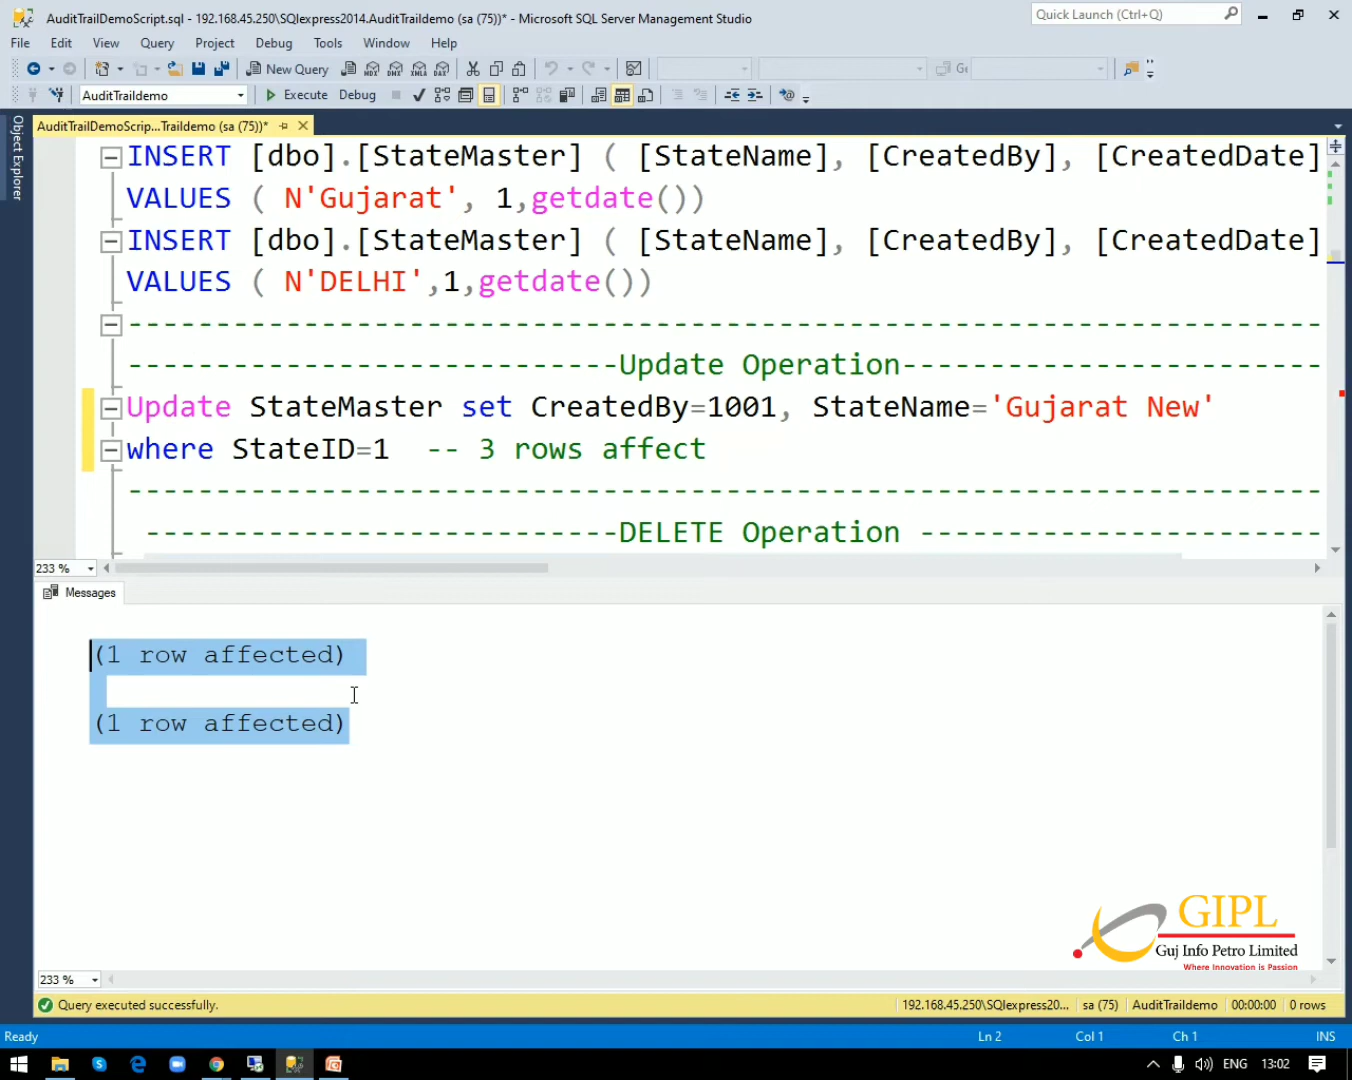 AuditTrailDemoScript.sql - 192.168.45.250\SQlexpress2014.AuditTraildemo (sa (75))* - Microsoft SQL Server Management Studio
Quick Launch (Ctrl+Q)
File Edit View Query Project Debug Tools Window Help
New Query
AuditTraildemo Execute Debug
AuditTrailDemoScrip...Traildemo (sa (75))*
Object Explorer
INSERT [dbo].[StateMaster] ( [StateName], [CreatedBy], [CreatedDate]
VALUES ( N'Gujarat', 1,getdate())
INSERT [dbo].[StateMaster] ( [StateName], [CreatedBy], [CreatedDate]
VALUES ( N'DELHI',1,getdate())
--------------------------------------------------------------------
----------------------------Update Operation------------------------
Update StateMaster set CreatedBy=1001, StateName='Gujarat New'
where StateID=1  -- 3 rows affect
--------------------------------------------------------------------
---------------------------DELETE Operation -----------------------
233 %
Messages
(1 row affected)
(1 row affected)
GIPL
Guj Info Petro Limited
Where Innovation is Passion
233 %
Query executed successfully. 192.168.45.250\SQlexpress20... sa (75) AuditTraildemo 00:00:00 0 rows
Ready Ln 2 Col 1 Ch 1 INS
ENG 13:02